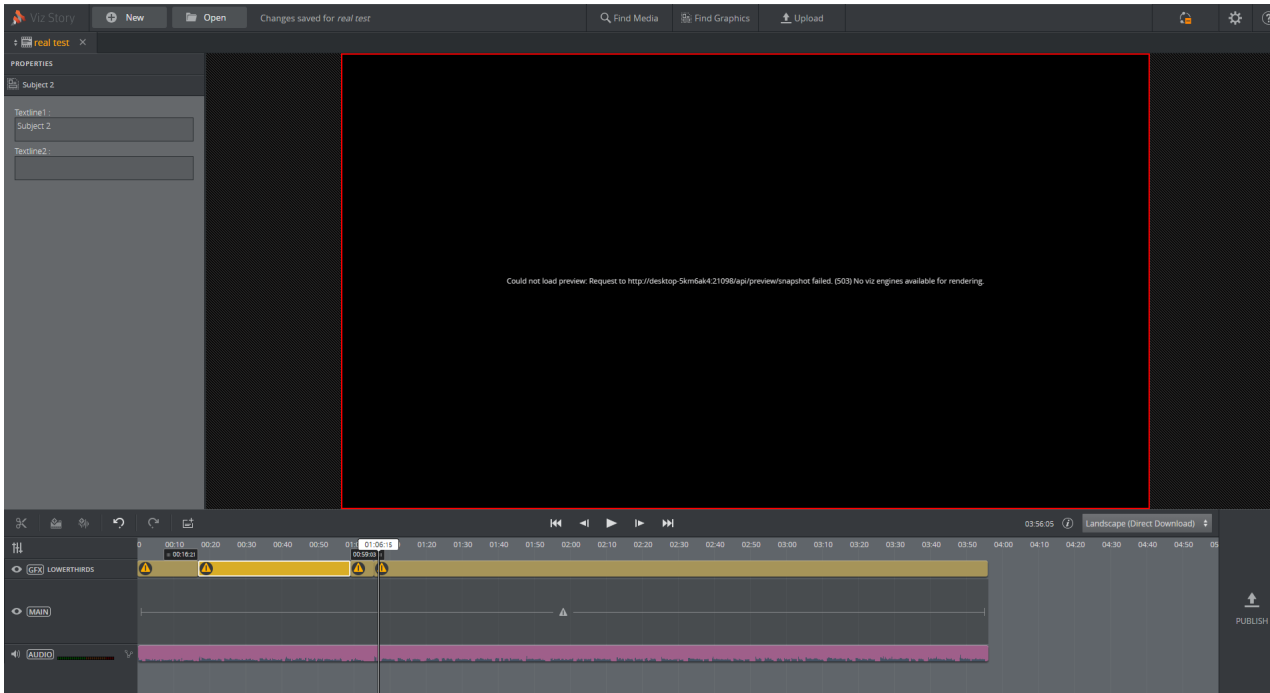 Viz Story
New
Open
Changes saved for real test
Find Media
Find Graphics
Upload
real test
PROPERTIES
Subject 2
Textline1 :
Subject 2
Textline2 :
Could not load preview: Request to http://desktop-5km6ak4:21098/api/preview/snapshot failed. (503) No viz engines available for rendering.
03:56:05
Landscape (Direct Download)
0 00:10 00:20 00:30 00:40 00:50 01:06:15 01:20 01:30 01:40 01:50 02:00 02:10 02:20 02:30 02:40 02:50 03:00 03:10 03:20 03:30 03:40 03:50 04:00 04:10 04:20 04:30 04:40 04:50 05
00:16:21 00:59:03
GFX LOWERTHIRDS
MAIN
PUBLISH
AUDIO